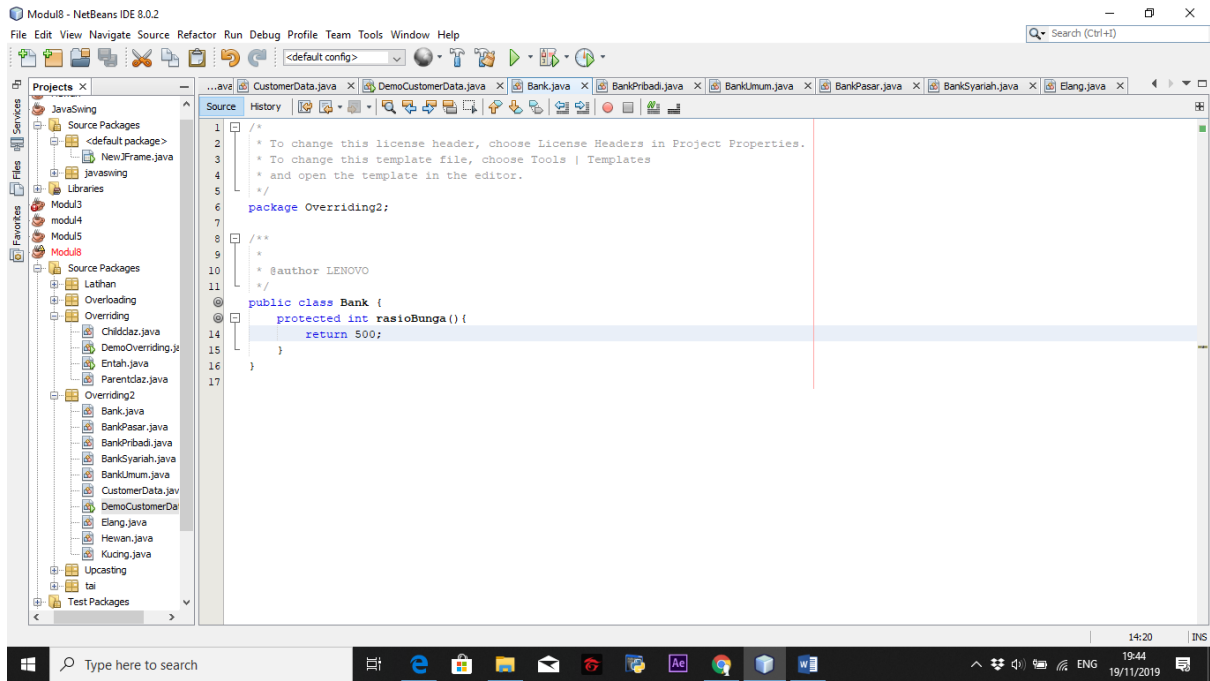 Modul8 - NetBeans IDE 8.0.2
File Edit View Navigate Source Refactor Run Debug Profile Team Tools Window Help
Search (Ctrl+I)
<default config>
Projects
...ava CustomerData.java DemoCustomerData.java Bank.java BankPribadi.java BankUmum.java BankPasar.java BankSyariah.java Elang.java
Source History
Services
Files
Favorites
JavaSwing
Source Packages
<default package>
NewJFrame.java
javaswing
Libraries
Modul3
modul4
Modul5
Modul8
Source Packages
Latihan
Overloading
Overriding
Childclaz.java
DemoOverriding.ja
Entah.java
Parentclaz.java
Overriding2
Bank.java
BankPasar.java
BankPribadi.java
BankSyariah.java
BankUmum.java
CustomerData.jav
DemoCustomerDat
Elang.java
Hewan.java
Kucing.java
Upcasting
tai
Test Packages
1 /*
2 * To change this license header, choose License Headers in Project Properties.
3 * To change this template file, choose Tools | Templates
4 * and open the template in the editor.
5 */
6 package Overriding2;
7
8 /**
9 *
10 * @author LENOVO
11 */
public class Bank {
protected int rasioBunga(){
14 return 500;
15 }
16 }
17
14:20 INS
Type here to search
Ae
ENG
19:44
19/11/2019